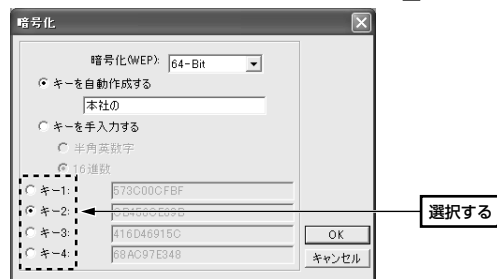 暗号化
暗号化(WEP): 64-Bit
キーを自動作成する
本社の
キーを手入力する
半角英数字
16進数
キー1: 573C00CFBF
キー2:
選択する
キー3: 416D46915C
キー4: 68AC97E348
OK
キャンセル